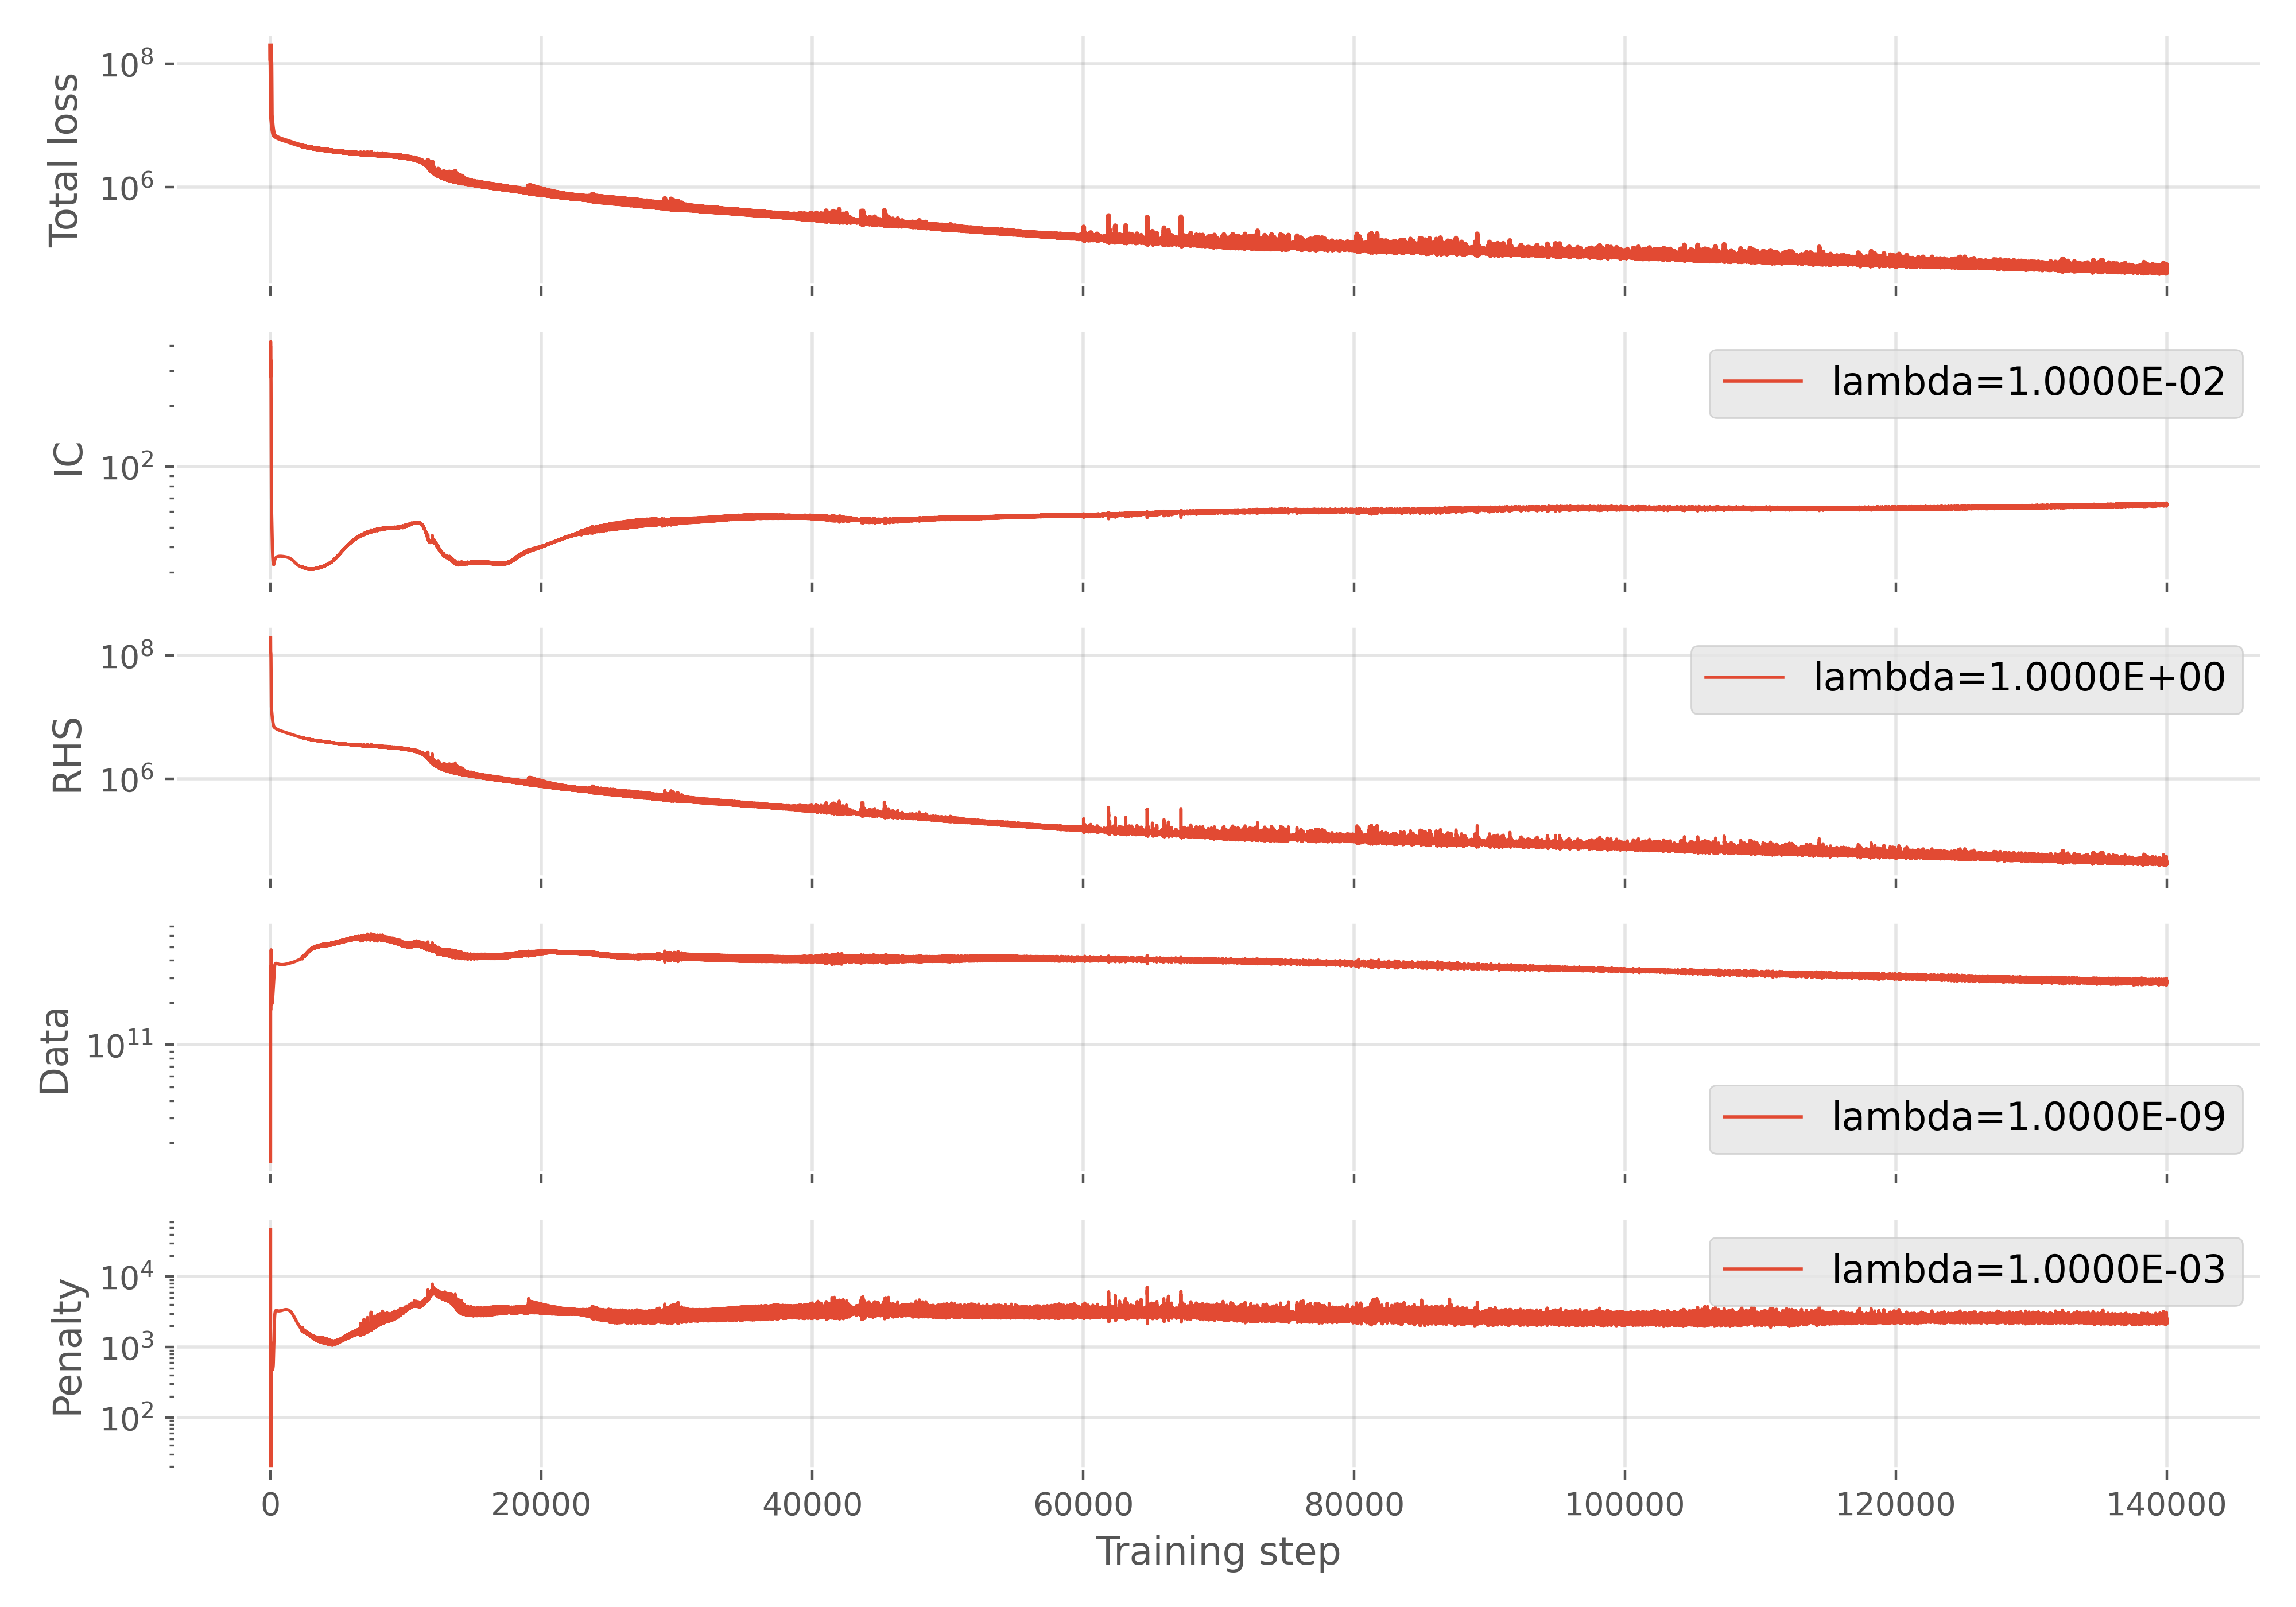 Total loss
10⁸
10⁶
IC
10²
lambda=1.0000E-02
RHS
10⁸
10⁶
lambda=1.0000E+00
Data
10¹¹
lambda=1.0000E-09
Penalty
10⁴
10³
10²
lambda=1.0000E-03
0 20000 40000 60000 80000 100000 120000 140000
Training step